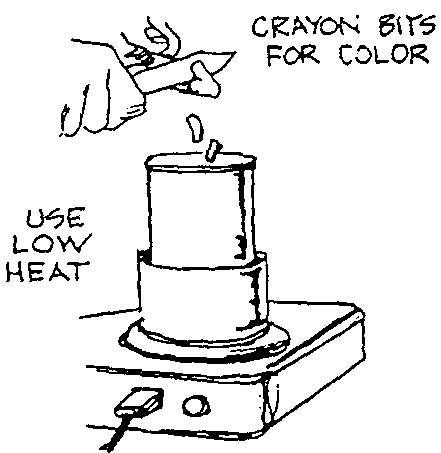 CRAYON BITS
FOR COLOR
USE
LOW
HEAT